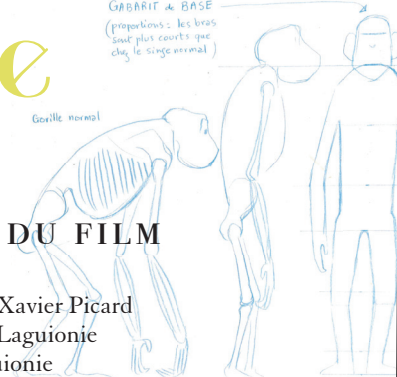 GABARIT de BASE
(proportions : les bras
sont plus courts que
chez le singe normal)
e
Gorille normal
DU FILM
Xavier Picard
Laguionie
uionie